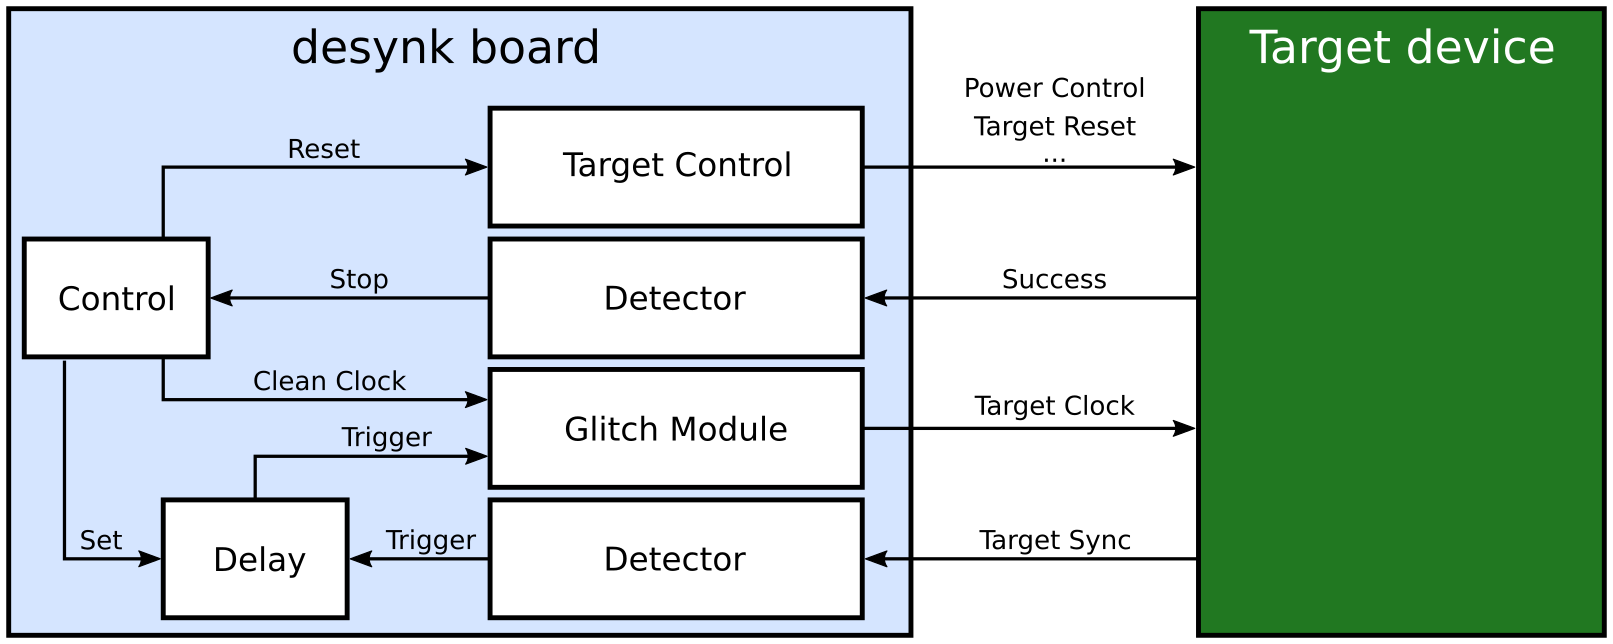 desynk board
Target device
Power Control
Target Reset
...
Reset
Target Control
Control
Stop
Detector
Success
Clean Clock
Trigger
Glitch Module
Target Clock
Set
Delay
Trigger
Detector
Target Sync